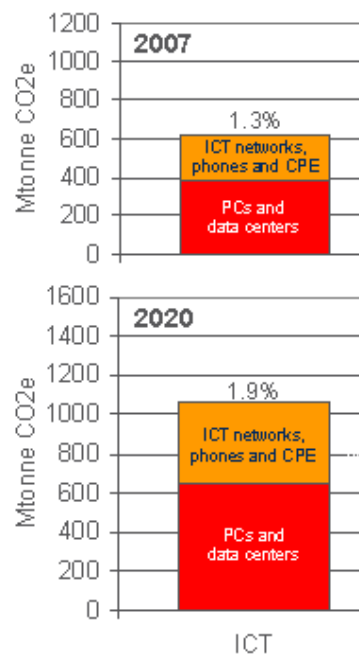 1200
2007
1000
1.3%
800
600
ICT networks,
phones and CPE
400
PCs and
data centers
200
0
Mtonne CO2e
1600
2020
1400
1200
1.9%
1000
ICT networks,
phones and CPE
800
600
PCs and
data centers
400
200
0
Mtonne CO2e
ICT